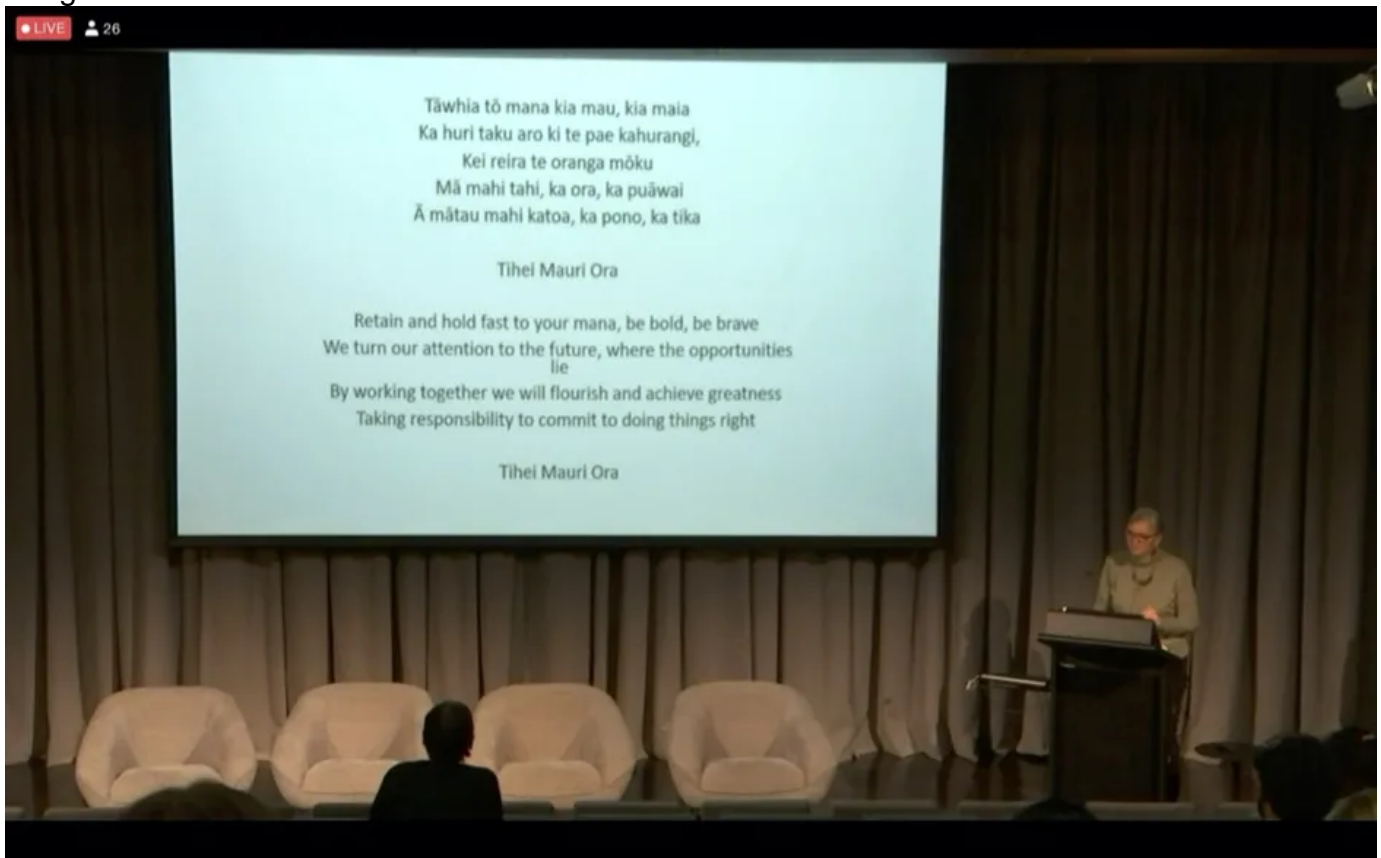 LIVE 26
Tāwhia tō mana kia mau, kia maia
Ka huri taku aro ki te pae kahurangi,
Kei reira te oranga mōku
Mā mahi tahi, ka ora, ka puāwai
Ā mātau mahi katoa, ka pono, ka tika
Tihei Mauri Ora
Retain and hold fast to your mana, be bold, be brave
We turn our attention to the future, where the opportunities
lie
By working together we will flourish and achieve greatness
Taking responsibility to commit to doing things right
Tihei Mauri Ora